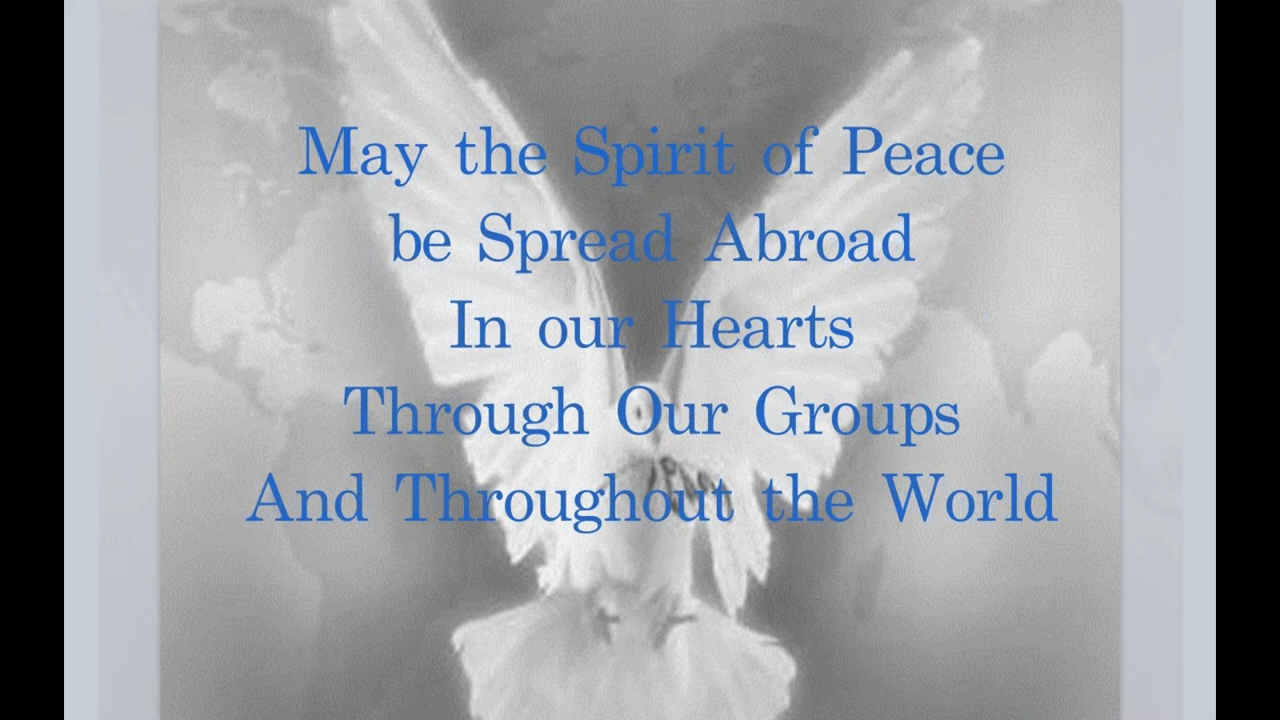 May the Spirit of Peace
be Spread Abroad
In our Hearts
Through Our Groups
And Throughout the World